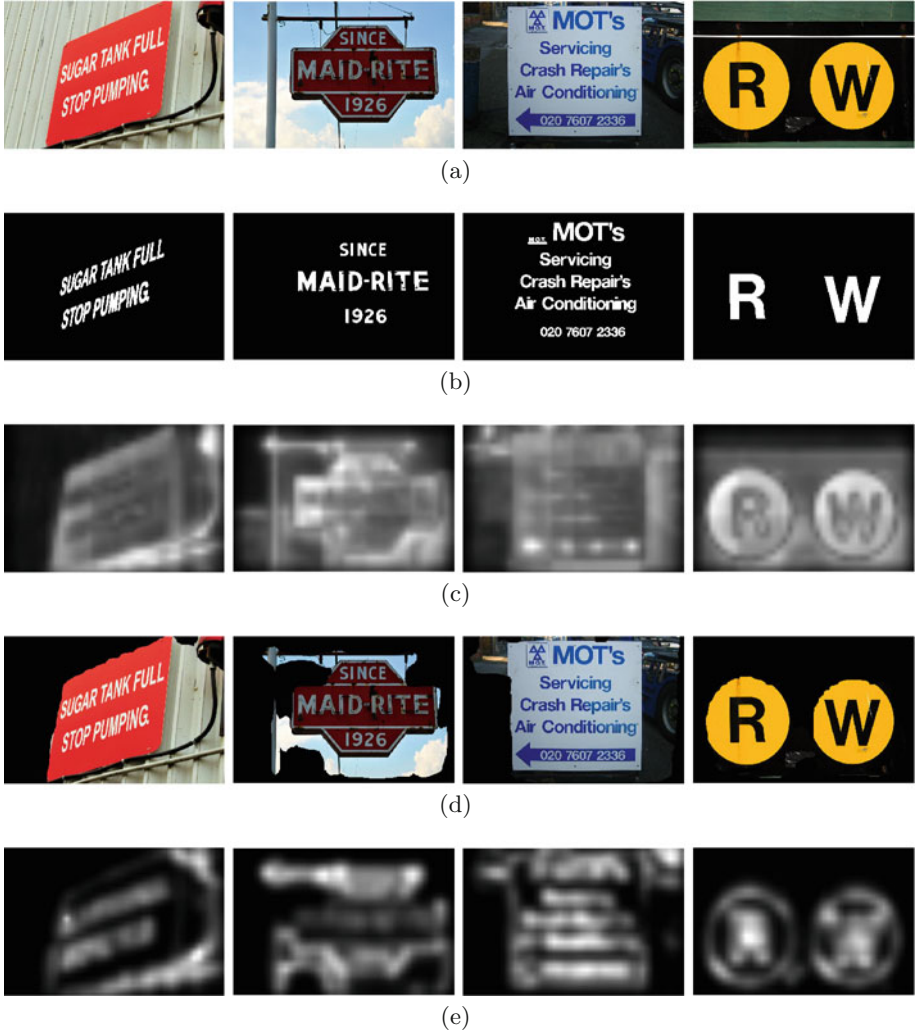 SUGAR TANK FULL
STOP PUMPING.
SINCE
MAID-RITE
1926
M.O.T.
MOT's
Servicing
Crash Repair's
Air Conditioning
020 7607 2336
R W
(a)
SUGAR TANK FULL
STOP PUMPING.
SINCE
MAID-RITE
1926
M.O.T.
MOT's
Servicing
Crash Repair's
Air Conditioning
020 7607 2336
R W
(b)
R W
(c)
SUGAR TANK FULL
STOP PUMPING.
SINCE
MAID-RITE
1926
M.O.T.
MOT's
Servicing
Crash Repair's
Air Conditioning
020 7607 2336
R W
(d)
(e)